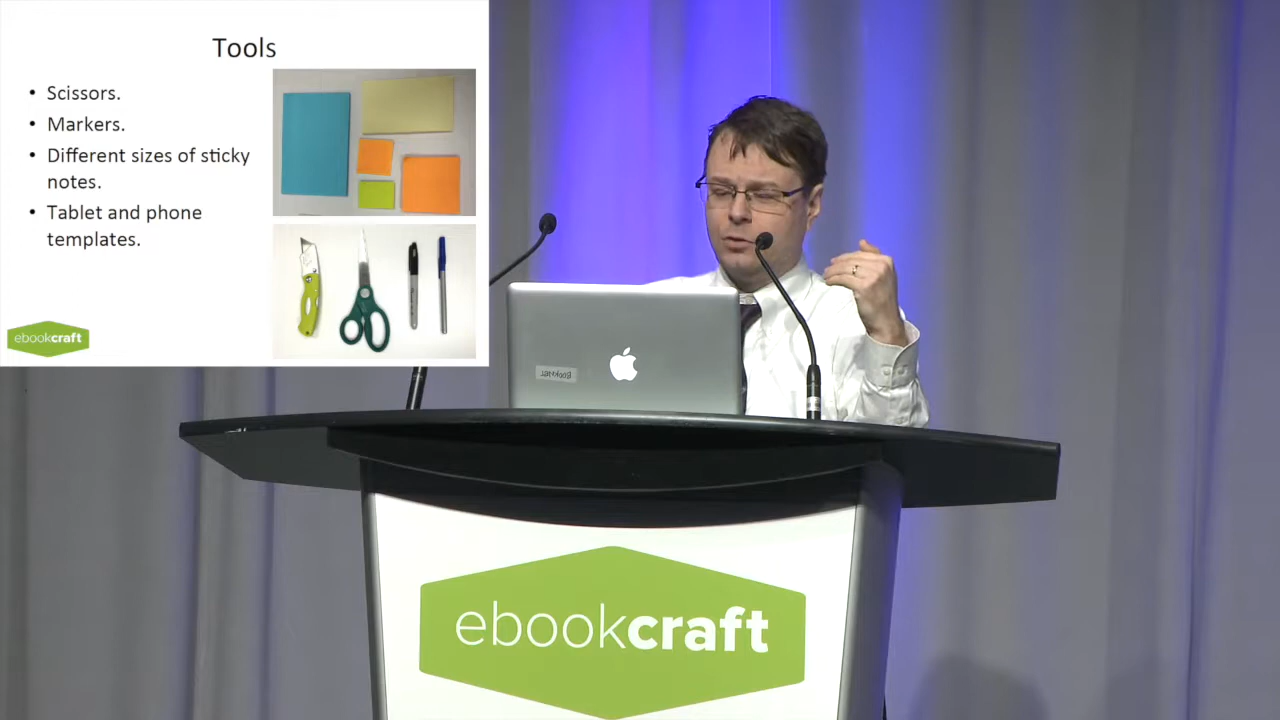 Tools
• Scissors.
• Markers.
• Different sizes of sticky
notes.
• Tablet and phone
templates.
ebookcraft
ebookcraft